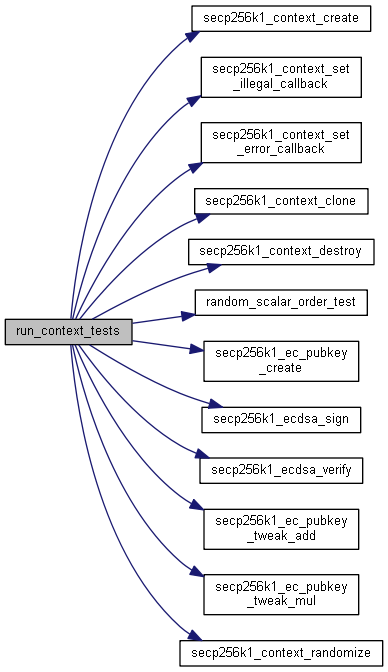 secp256k1_context_create
secp256k1_context_set
_illegal_callback
secp256k1_context_set
_error_callback
secp256k1_context_clone
secp256k1_context_destroy
random_scalar_order_test
run_context_tests
secp256k1_ec_pubkey
_create
secp256k1_ecdsa_sign
secp256k1_ecdsa_verify
secp256k1_ec_pubkey
_tweak_add
secp256k1_ec_pubkey
_tweak_mul
secp256k1_context_randomize